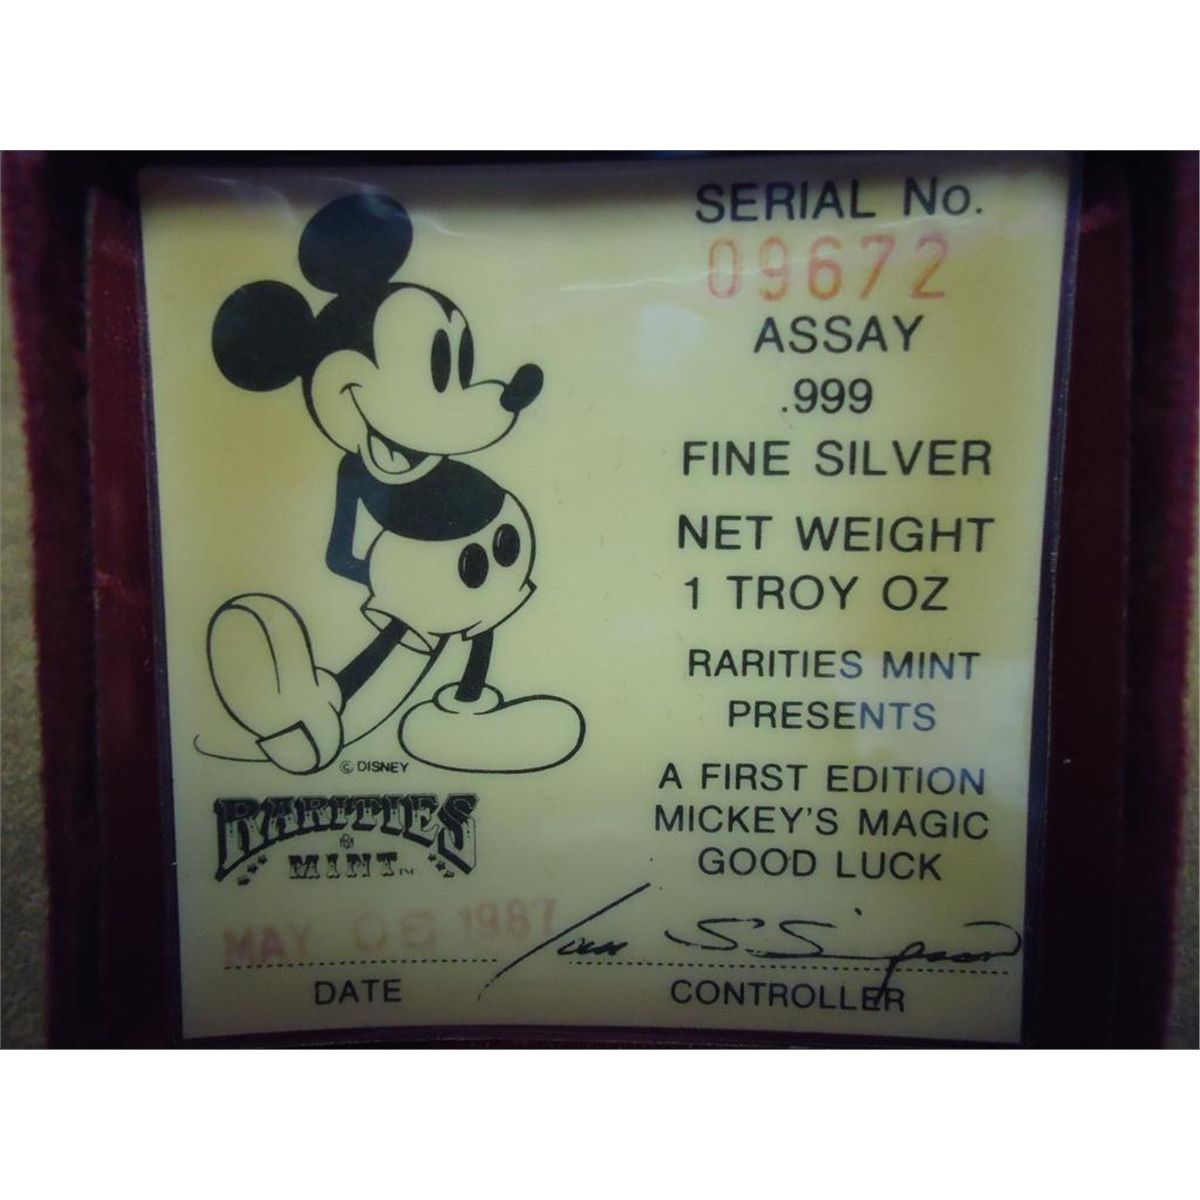 SERIAL No.
09672
ASSAY
.999
FINE SILVER
NET WEIGHT
1 TROY OZ
RARITIES MINT
PRESENTS
A FIRST EDITION
MICKEY'S MAGIC
GOOD LUCK
© DISNEY
RARITIES
MINT INC
MAY 06 1987
DATE
CONTROLLER